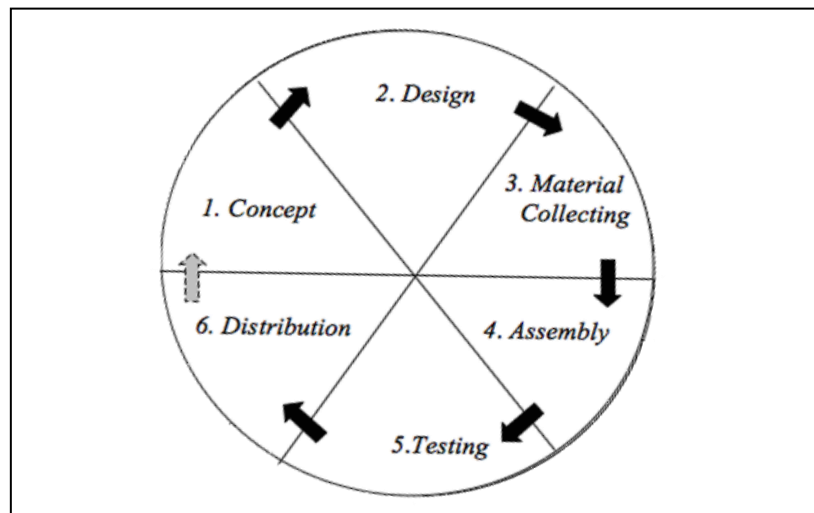 1. Concept
2. Design
3. Material
Collecting
4. Assembly
5.Testing
6. Distribution